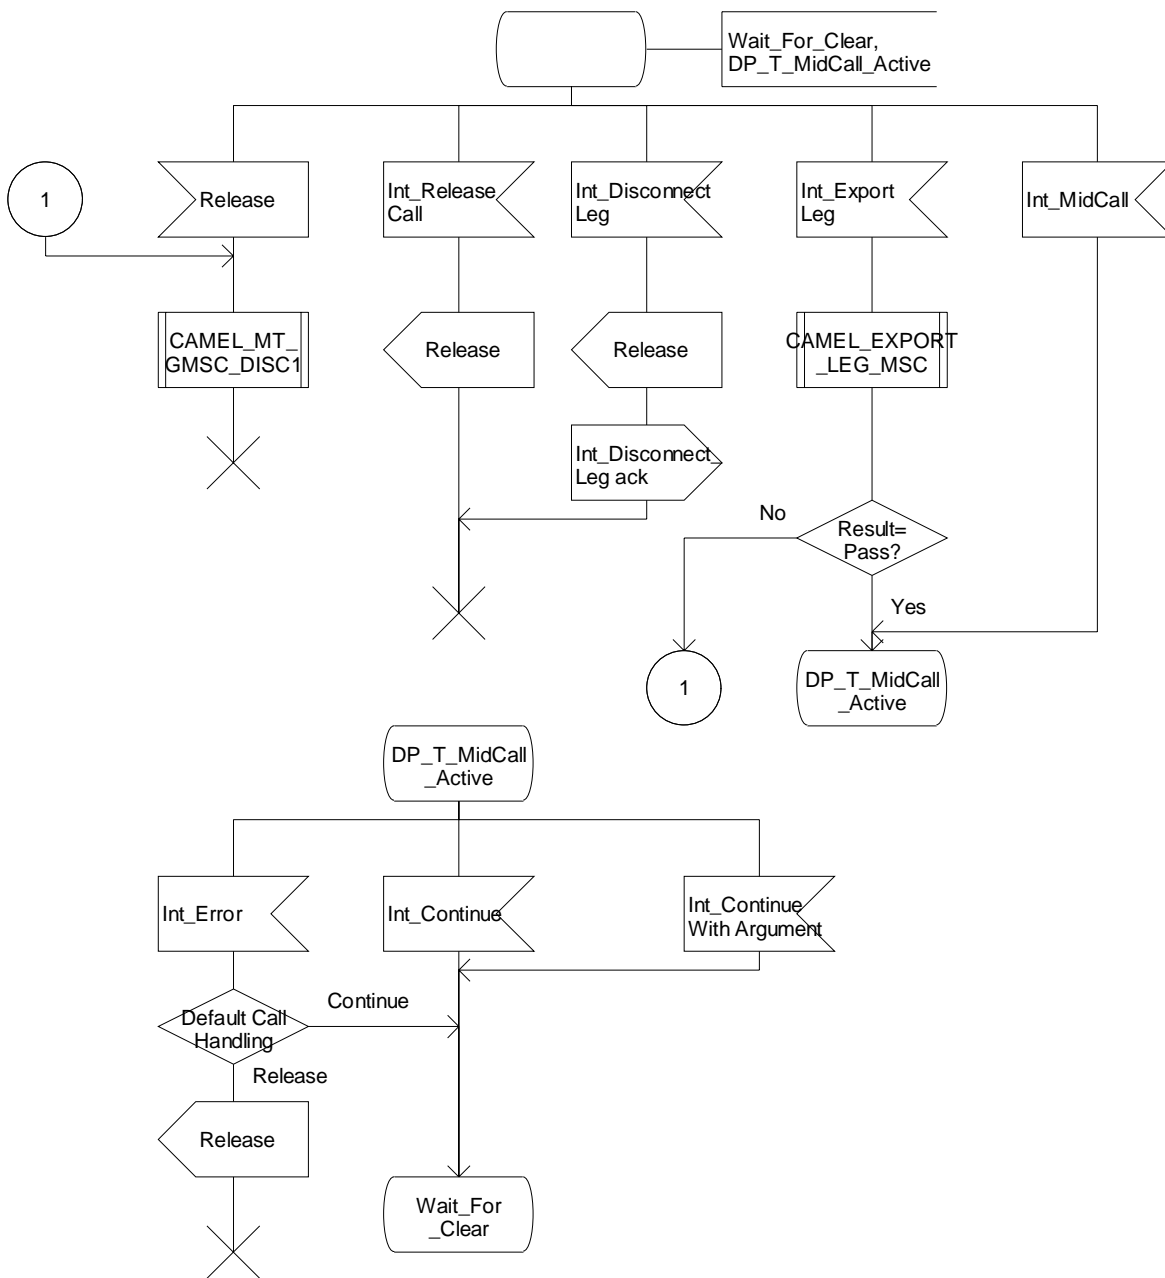 Wait_For_Clear,
DP_T_MidCall_Active
1
Release
Int_Release
Call
Int_Disconnect
Leg
Int_Export
Leg
Int_MidCall
CAMEL_MT_
GMSC_DISC1
Release
Release
CAMEL_EXPORT
_LEG_MSC
Int_Disconnect_
Leg ack
No
Result=
Pass?
Yes
1
DP_T_MidCall
_Active
DP_T_MidCall
_Active
Int_Error
Int_Continue
Int_Continue
With Argument
Continue
Default Call
Handling
Release
Release
Wait_For
_Clear